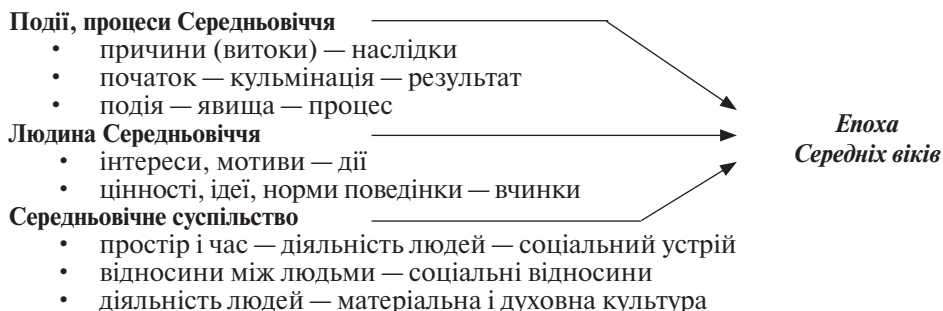 Події, процеси Середньовіччя
• причини (витоки) — наслідки
• початок — кульмінація — результат
• подія — явища — процес
Людина Середньовіччя
• інтереси, мотиви — дії
• цінності, ідеї, норми поведінки — вчинки
Середньовічне суспільство
• простір і час — діяльність людей — соціальний устрій
• відносини між людьми — соціальні відносини
• діяльність людей — матеріальна і духовна культура
Епоха
Середніх віків